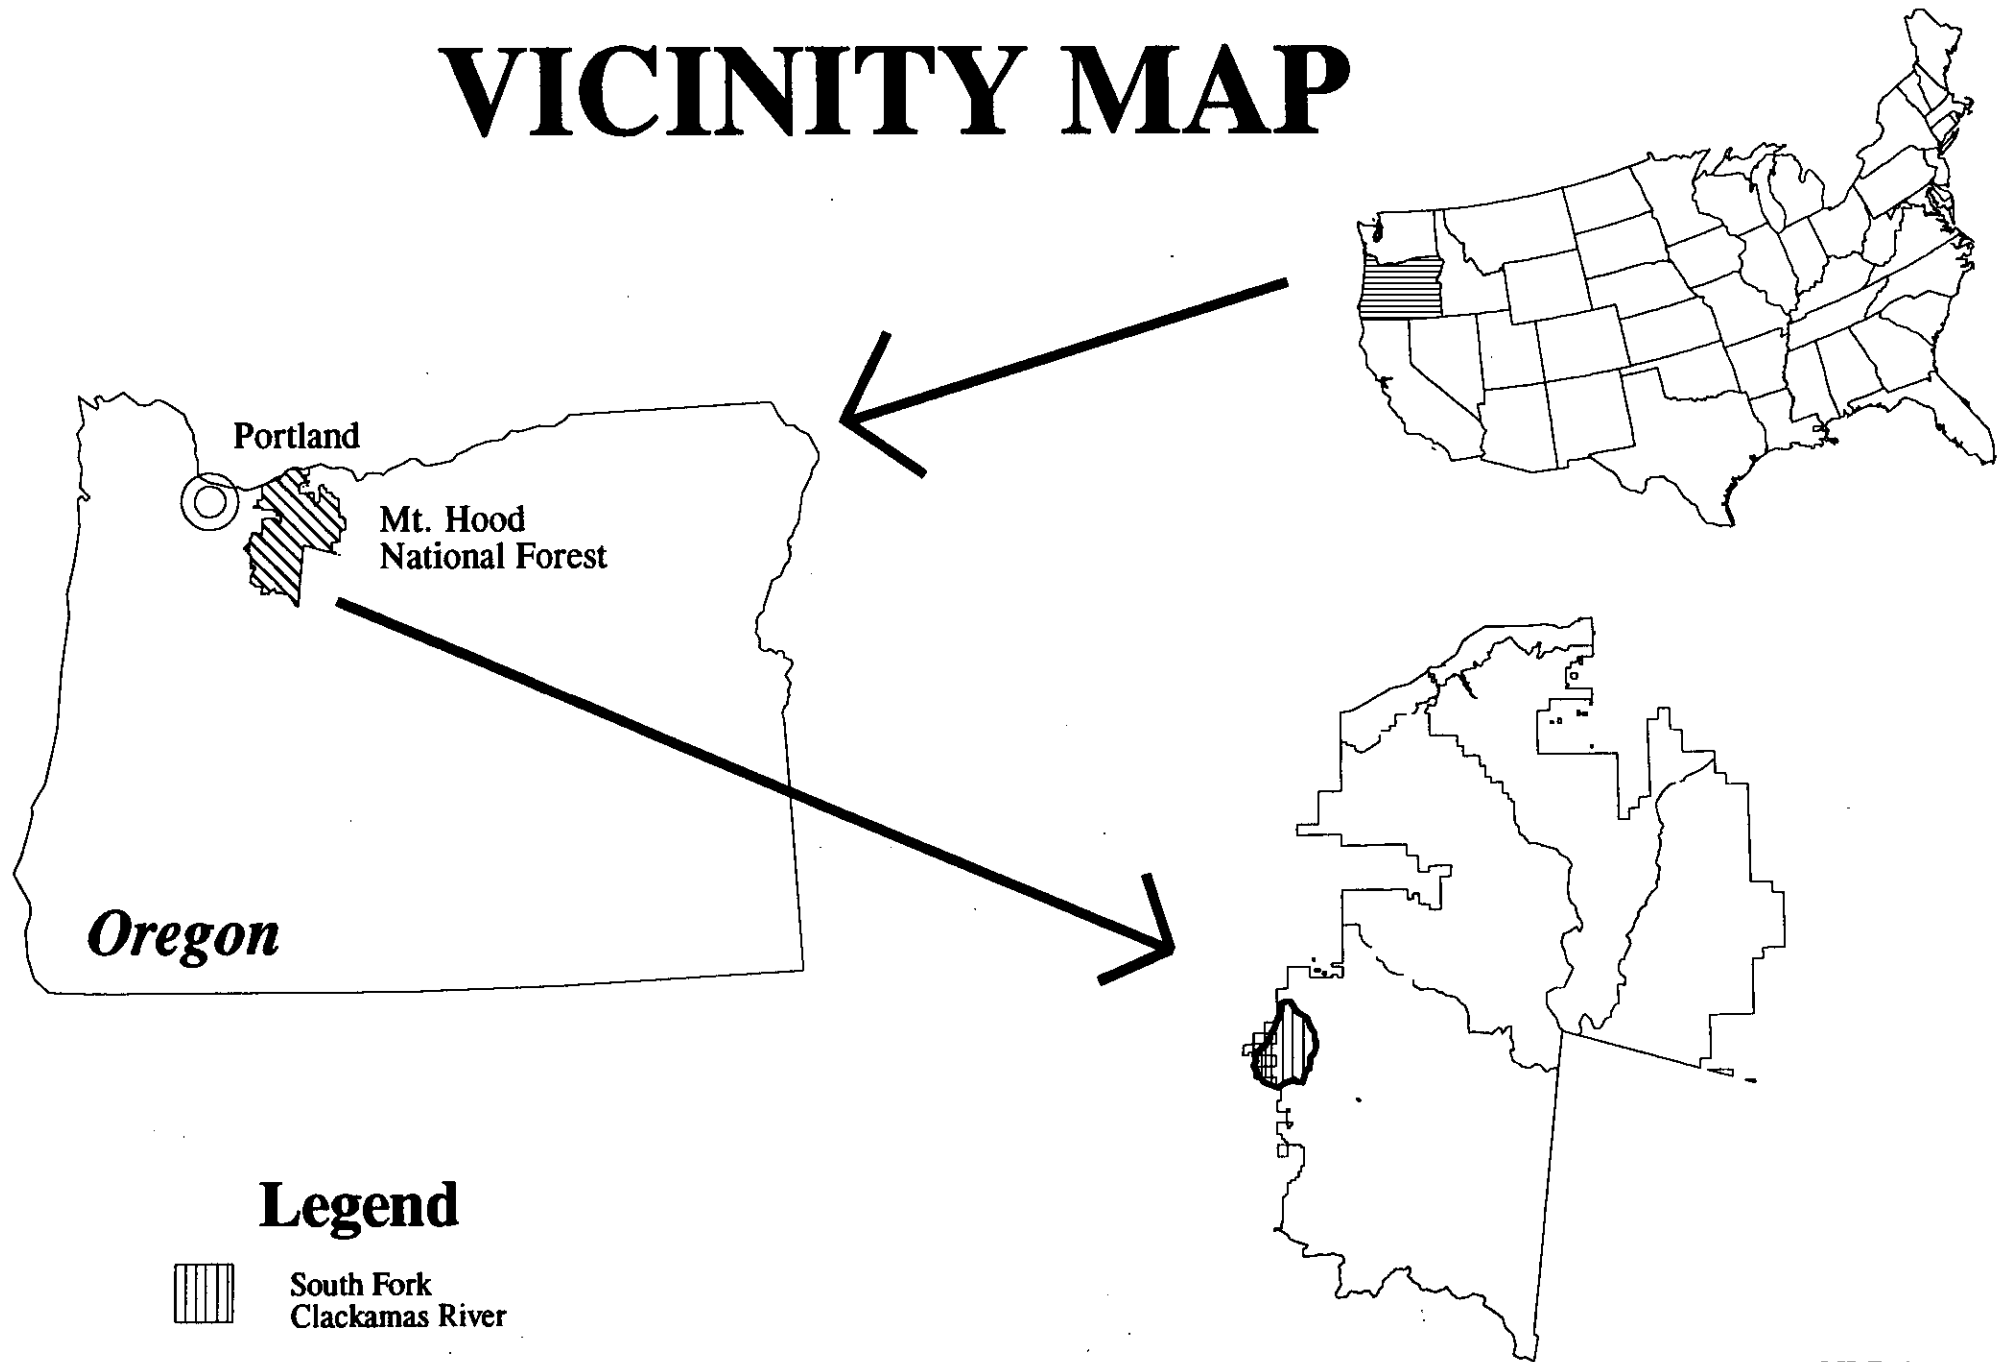 VICINITY MAP
Portland
Mt. Hood
National Forest
Oregon
Legend
South Fork
Clackamas River